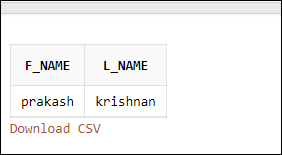 F_NAME L_NAME
prakash krishnan
Download CSV